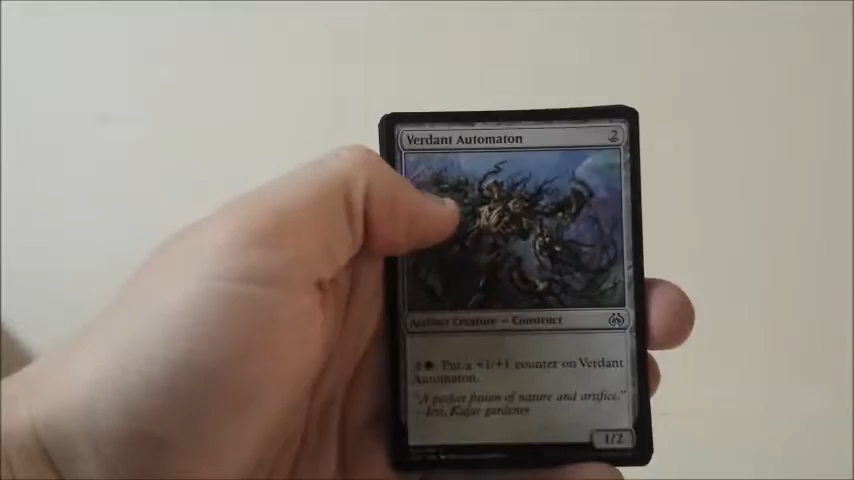 Verdant Automaton 2
Artifact Creature — Construct
Put a +1/+1 counter on Verdant
Automaton.
"A perfect fusion of nature and artifice."
Kujar gardener
1/2